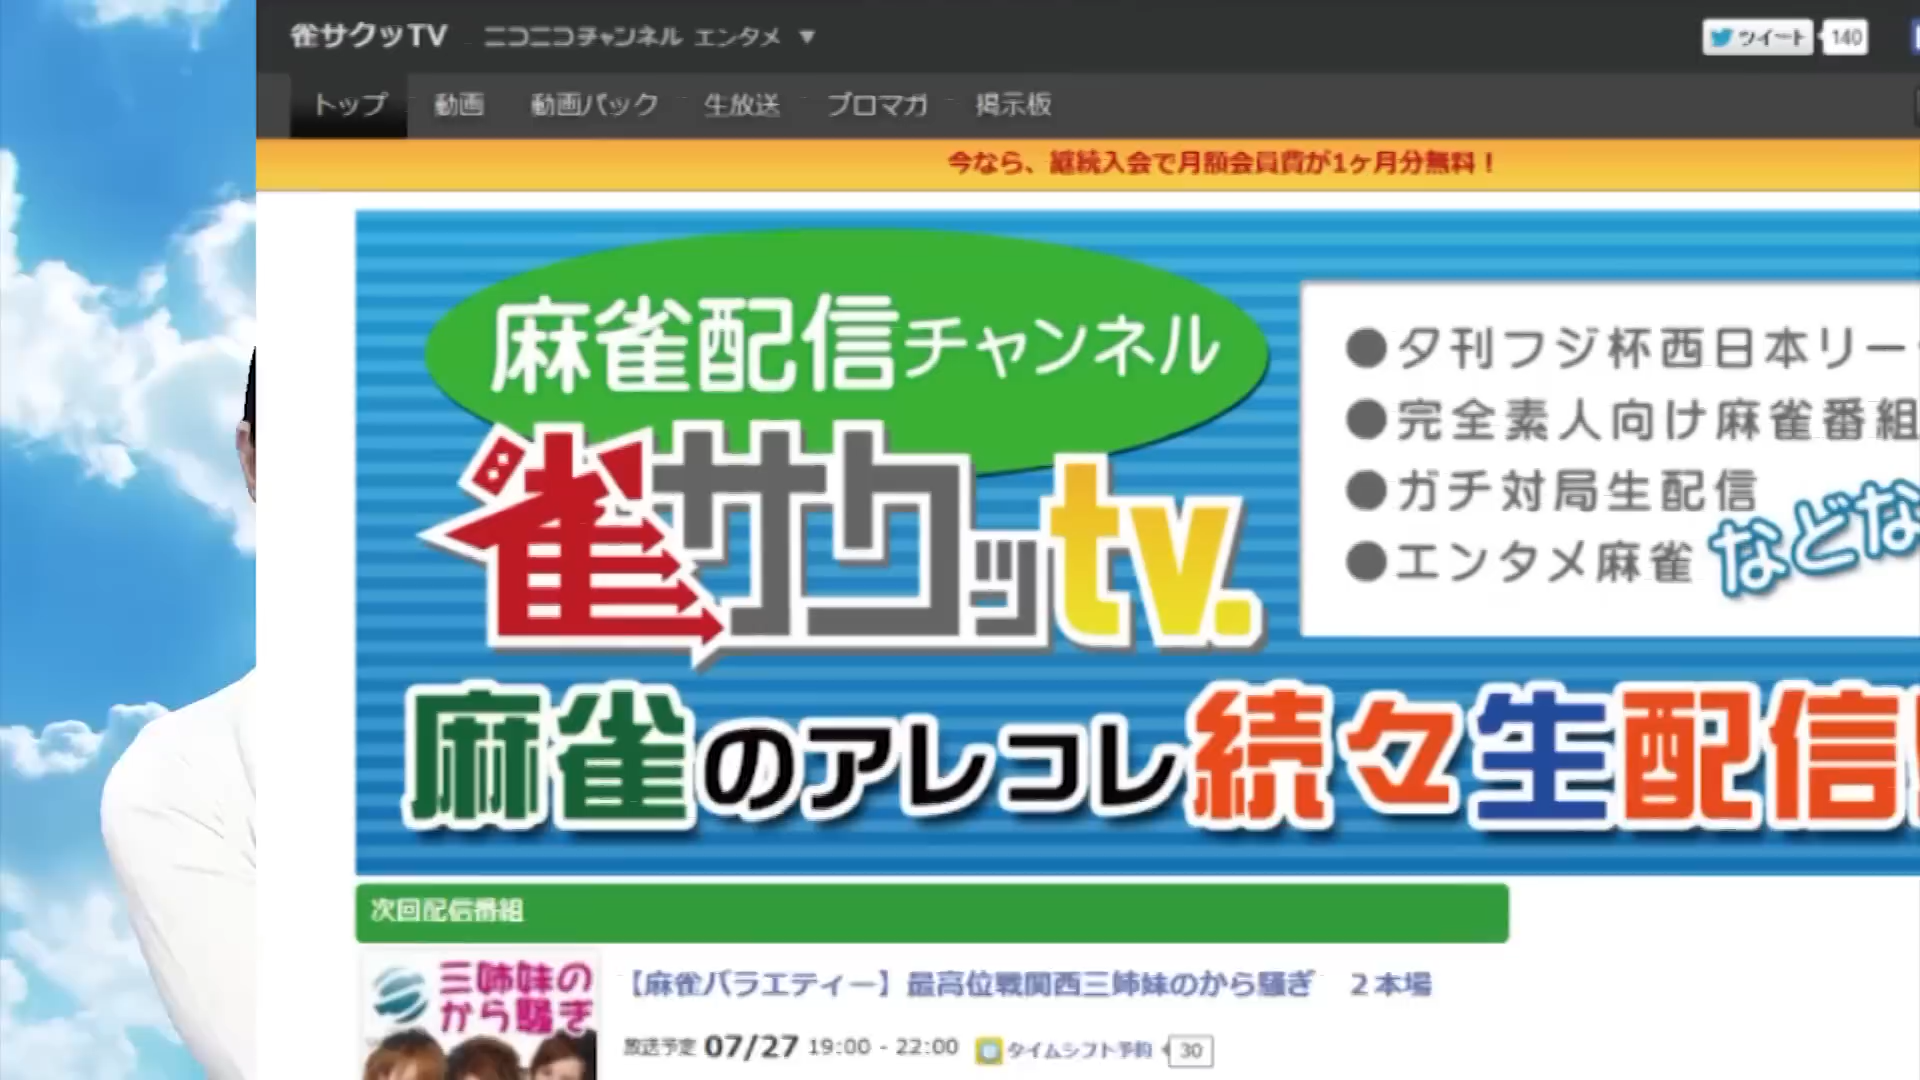 雀サクッTV ニコニコチャンネル エンタメ ▼
ツイート 140
トップ 動画 動画パック 生放送 ブロマガ 掲示板
今なら、継続入会で月額会員費が1ヶ月分無料!
麻雀配信チャンネル
雀サクッtv.
●夕刊フジ杯西日本リー
●完全素人向け麻雀番組
●ガチ対局生配信
●エンタメ麻雀
などな
麻雀のアレコレ続々生配信!
次回配信番組
三姉妹の
から騒ぎ
【麻雀バラエティー】最高位戦関西三姉妹のから騒ぎ 2本場
放送予定 07/27 19:00 - 22:00 タイムシフト予約 30